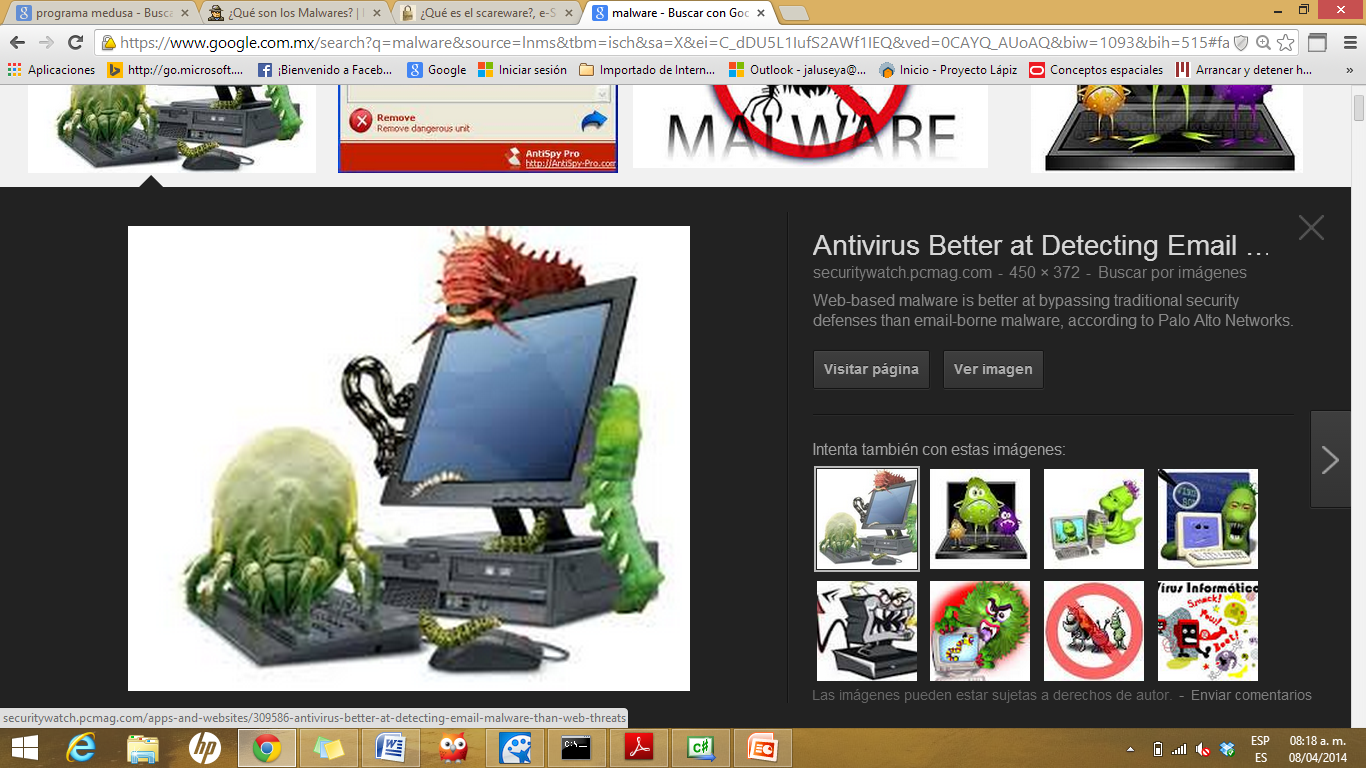 programa medusa - Busca
¿Qué son los Malwares? |
¿Qué es el scareware?, e-S
malware - Buscar con Goo
https://www.google.com.mx/search?q=malware&source=lnms&tbm=isch&sa=X&ei=C_dDU5L1IufS2AWf1IEQ&ved=0CAYQ_AUoAQ&biw=1093&bih=515#fa
Aplicaciones
http://go.microsoft....
¡Bienvenido a Faceb...
Google
Iniciar sesión
Importado de Intern...
Outlook - jaluseya@...
Inicio - Proyecto Lápiz
Conceptos espaciales
Arrancar y detener h...
»
Remove
Remove dangerous unit
AntiSpy Pro
http://AntiSpy-Pro.com
MALWARE
Antivirus Better at Detecting Email ...
securitywatch.pcmag.com - 450 × 372 - Buscar por imágenes
Web-based malware is better at bypassing traditional security
defenses than email-borne malware, according to Palo Alto Networks.
Visitar página
Ver imagen
Intenta también con estas imágenes:
Virus Informático
Smack!
Pow!
Boot!
Las imágenes pueden estar sujetas a derechos de autor. - Enviar comentarios
securitywatch.pcmag.com/apps-and-websites/309586-antivirus-better-at-detecting-email-malware-than-web-threats
hp
C:\_
C#
ESP
ES
08:18 a. m.
08/04/2014